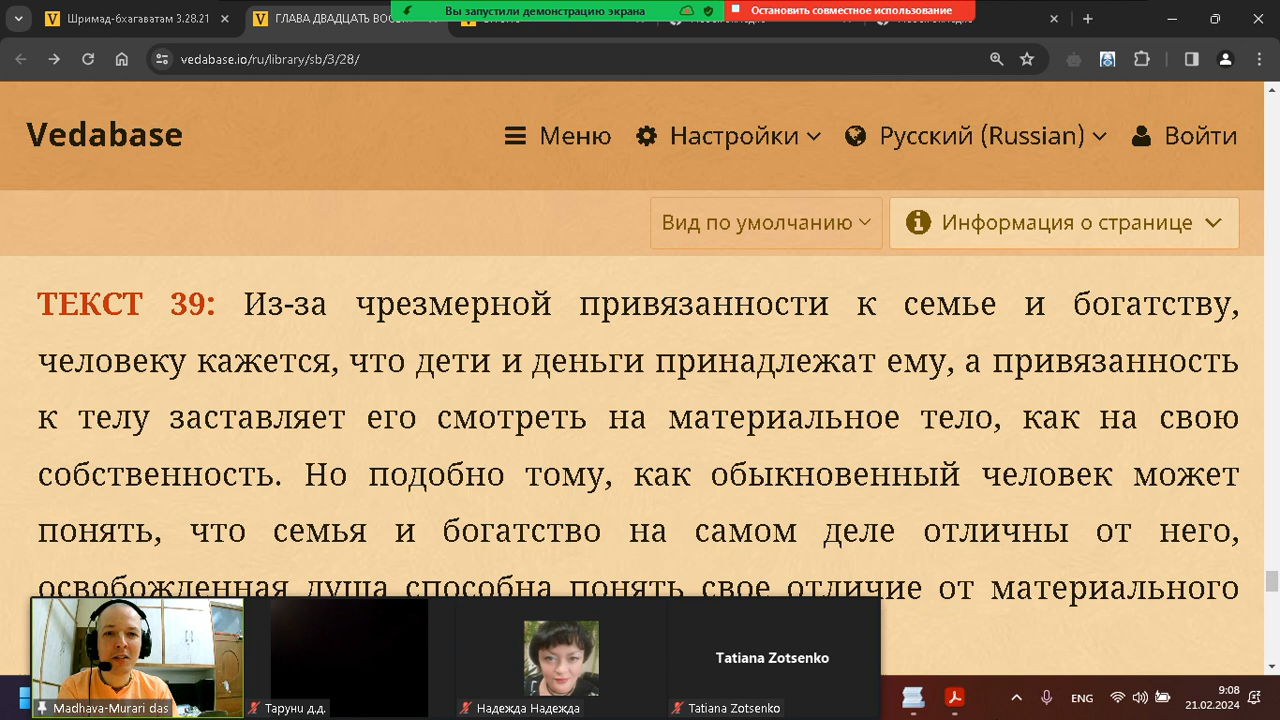 Шримад-бхагаватам 3.28.21
ГЛАВА ДВАДЦАТЬ
Вы запустили демонстрацию экрана
Остановить совместное использование
vedabase.io/ru/library/sb/3/28/
Vedabase
Меню
Настройки
Русский (Russian)
Войти
Вид по умолчанию
Информация о странице
ТЕКСТ 39: Из-за чрезмерной привязанности к семье и богатству,
человеку кажется, что дети и деньги принадлежат ему, а привязанность
к телу заставляет его смотреть на материальное тело, как на свою
собственность. Но подобно тому, как обыкновенный человек может
понять, что семья и богатство на самом деле отличны от него,
освобожденная душа способна понять свое отличие от материального
Tatiana Zotsenko
Madhava-Murari das
Таруни д.д.
Надежда Надежда
Tatiana Zotsenko
ENG
9:08
21.02.2024